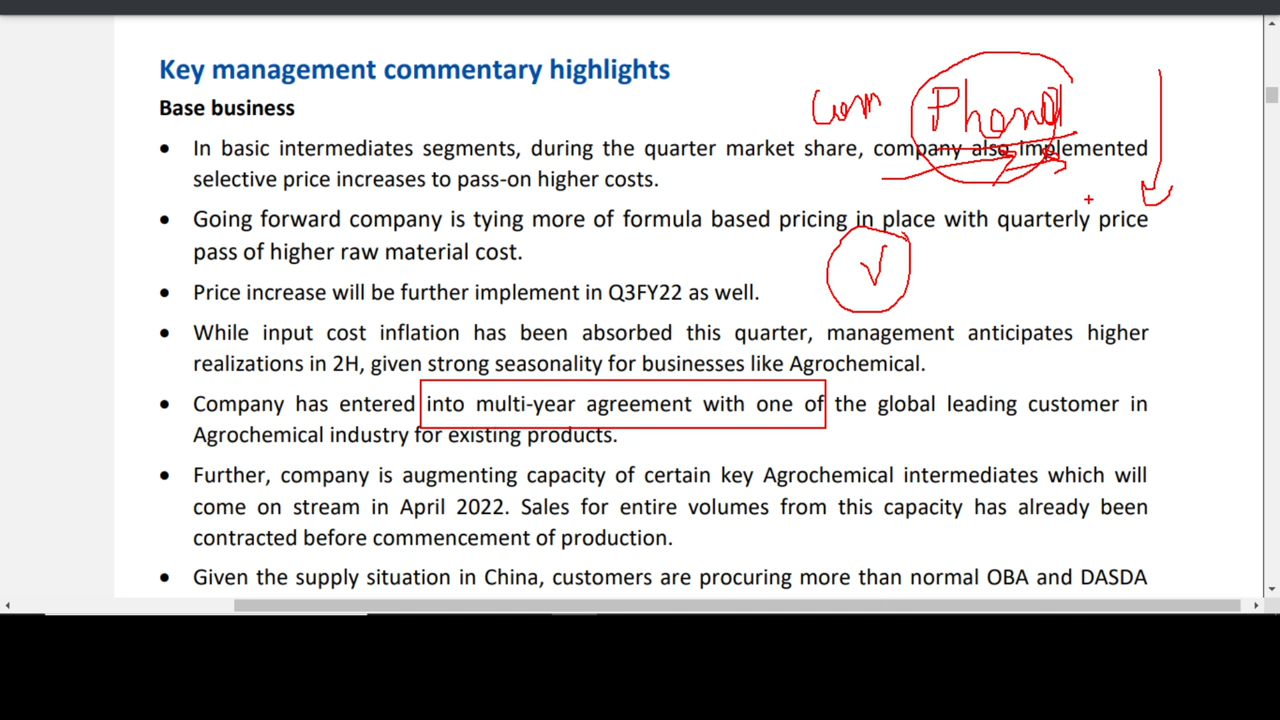 Key management commentary highlights
Base business
• In basic intermediates segments, during the quarter market share, company also implemented
selective price increases to pass-on higher costs.
• Going forward company is tying more of formula based pricing in place with quarterly price
pass of higher raw material cost.
• Price increase will be further implement in Q3FY22 as well.
• While input cost inflation has been absorbed this quarter, management anticipates higher
realizations in 2H, given strong seasonality for businesses like Agrochemical.
• Company has entered into multi-year agreement with one of the global leading customer in
Agrochemical industry for existing products.
• Further, company is augmenting capacity of certain key Agrochemical intermediates which will
come on stream in April 2022. Sales for entire volumes from this capacity has already been
contracted before commencement of production.
• Given the supply situation in China, customers are procuring more than normal OBA and DASDA
Phenol